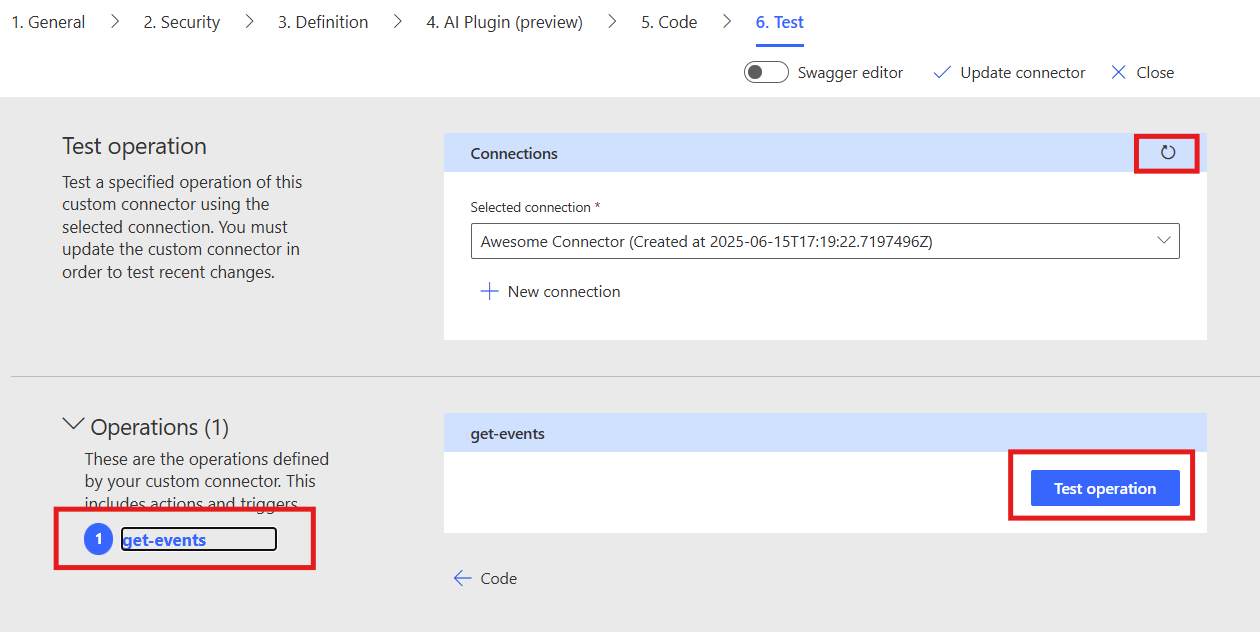 1. General
2. Security
3. Definition
4. AI Plugin (preview)
5. Code
6. Test
Swagger editor
Update connector
Close
Test operation
Test a specified operation of this
custom connector using the
selected connection. You must
update the custom connector in
order to test recent changes.
Connections
Selected connection *
Awesome Connector (Created at 2025-06-15T17:19:22.7197496Z)
New connection
Operations (1)
These are the operations defined
by your custom connector. This
includes actions and triggers.
1 get-events
get-events
Test operation
Code